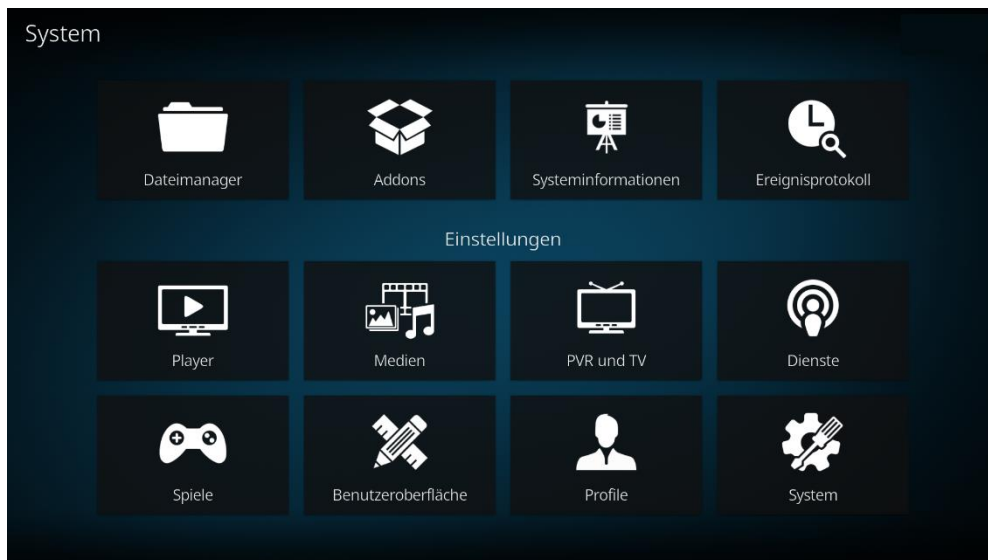 System
Dateimanager
Addons
Systeminformationen
Ereignisprotokoll
Einstellungen
Player
Medien
PVR und TV
Dienste
Spiele
Benutzeroberfläche
Profile
System